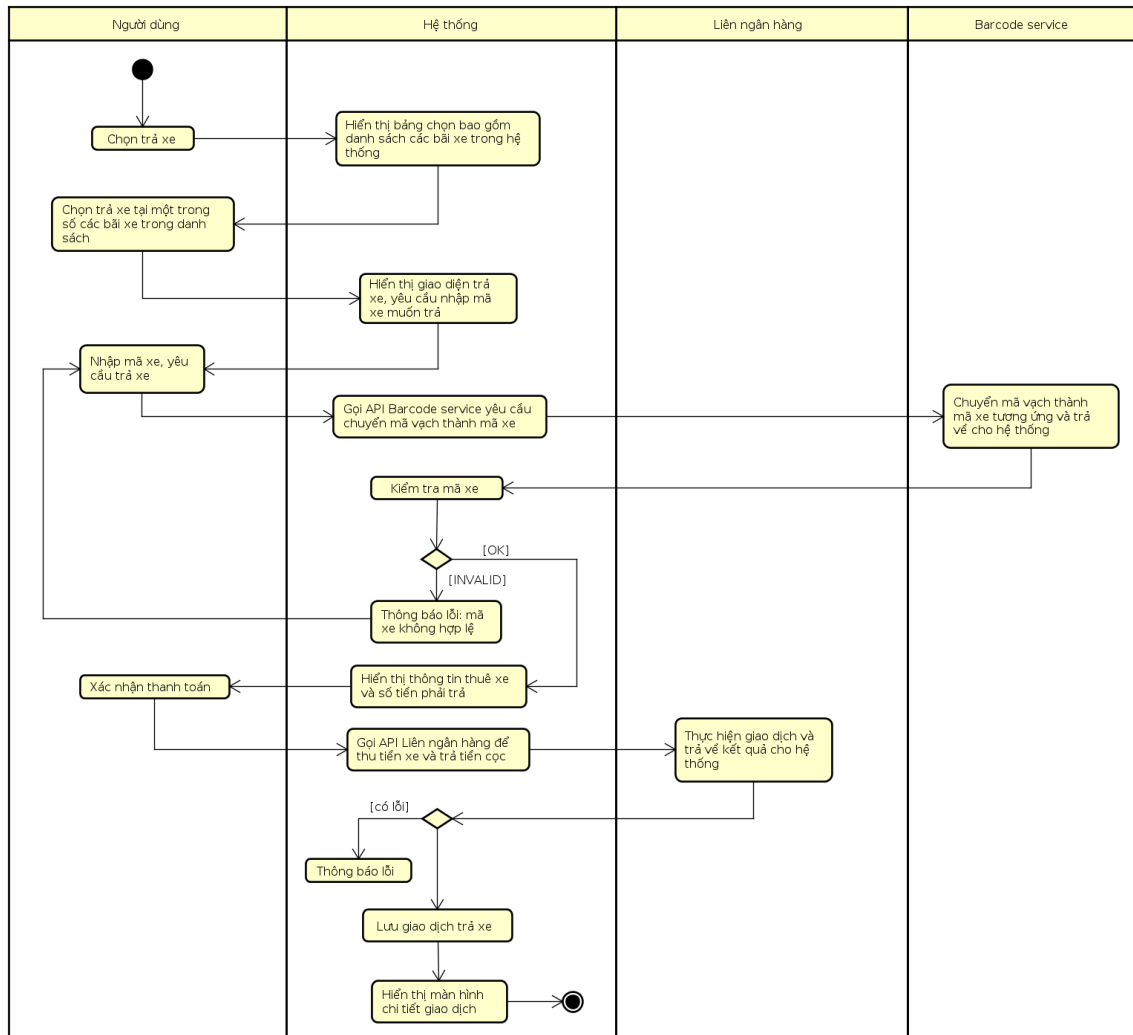 Người dùng
Hệ thống
Liên ngân hàng
Barcode service
Chọn trả xe
Hiển thị bảng chọn bao gồm
danh sách các bãi xe trong hệ
thống
Chọn trả xe tại một trong
số các bãi xe trong danh
sách
Hiển thị giao diện trả
xe, yêu cầu nhập mã
xe muốn trả
Nhập mã xe, yêu
cầu trả xe
Gọi API Barcode service yêu cầu
chuyển mã vạch thành mã xe
Chuyển mã vạch thành
mã xe tương ứng và trả
về cho hệ thống
Kiểm tra mã xe
[OK]
[INVALID]
Thông báo lỗi: mã
xe không hợp lệ
Hiển thị thông tin thuê xe
và số tiền phải trả
Xác nhận thanh toán
Gọi API Liên ngân hàng để
thu tiền xe và trả tiền cọc
Thực hiện giao dịch và
trả về kết quả cho hệ
thống
[có lỗi]
Thông báo lỗi
Lưu giao dịch trả xe
Hiển thị màn hình
chi tiết giao dịch